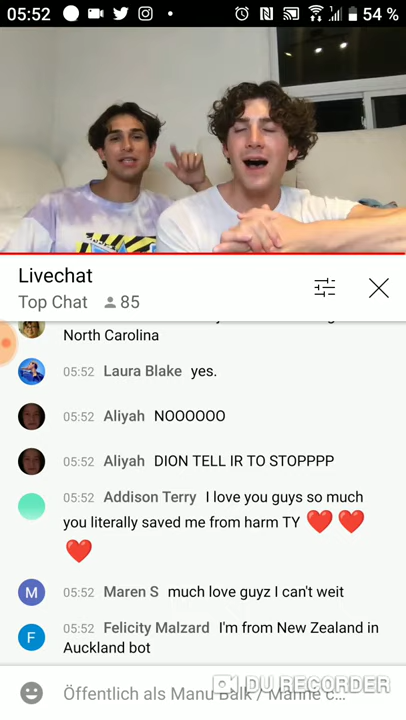 05:52
54 %
Livechat
Top Chat 85
North Carolina
05:52 Laura Blake yes.
05:52 Aliyah NOOOOOO
05:52 Aliyah DION TELL IR TO STOPPPP
05:52 Addison Terry I love you guys so much
you literally saved me from harm TY ❤️ ❤️
❤️
M 05:52 Maren S much love guyz I can't weit
F 05:52 Felicity Malzard I'm from New Zealand in
Auckland bot
Öffentlich als Manu Balk / Männe c...
DU RECORDER